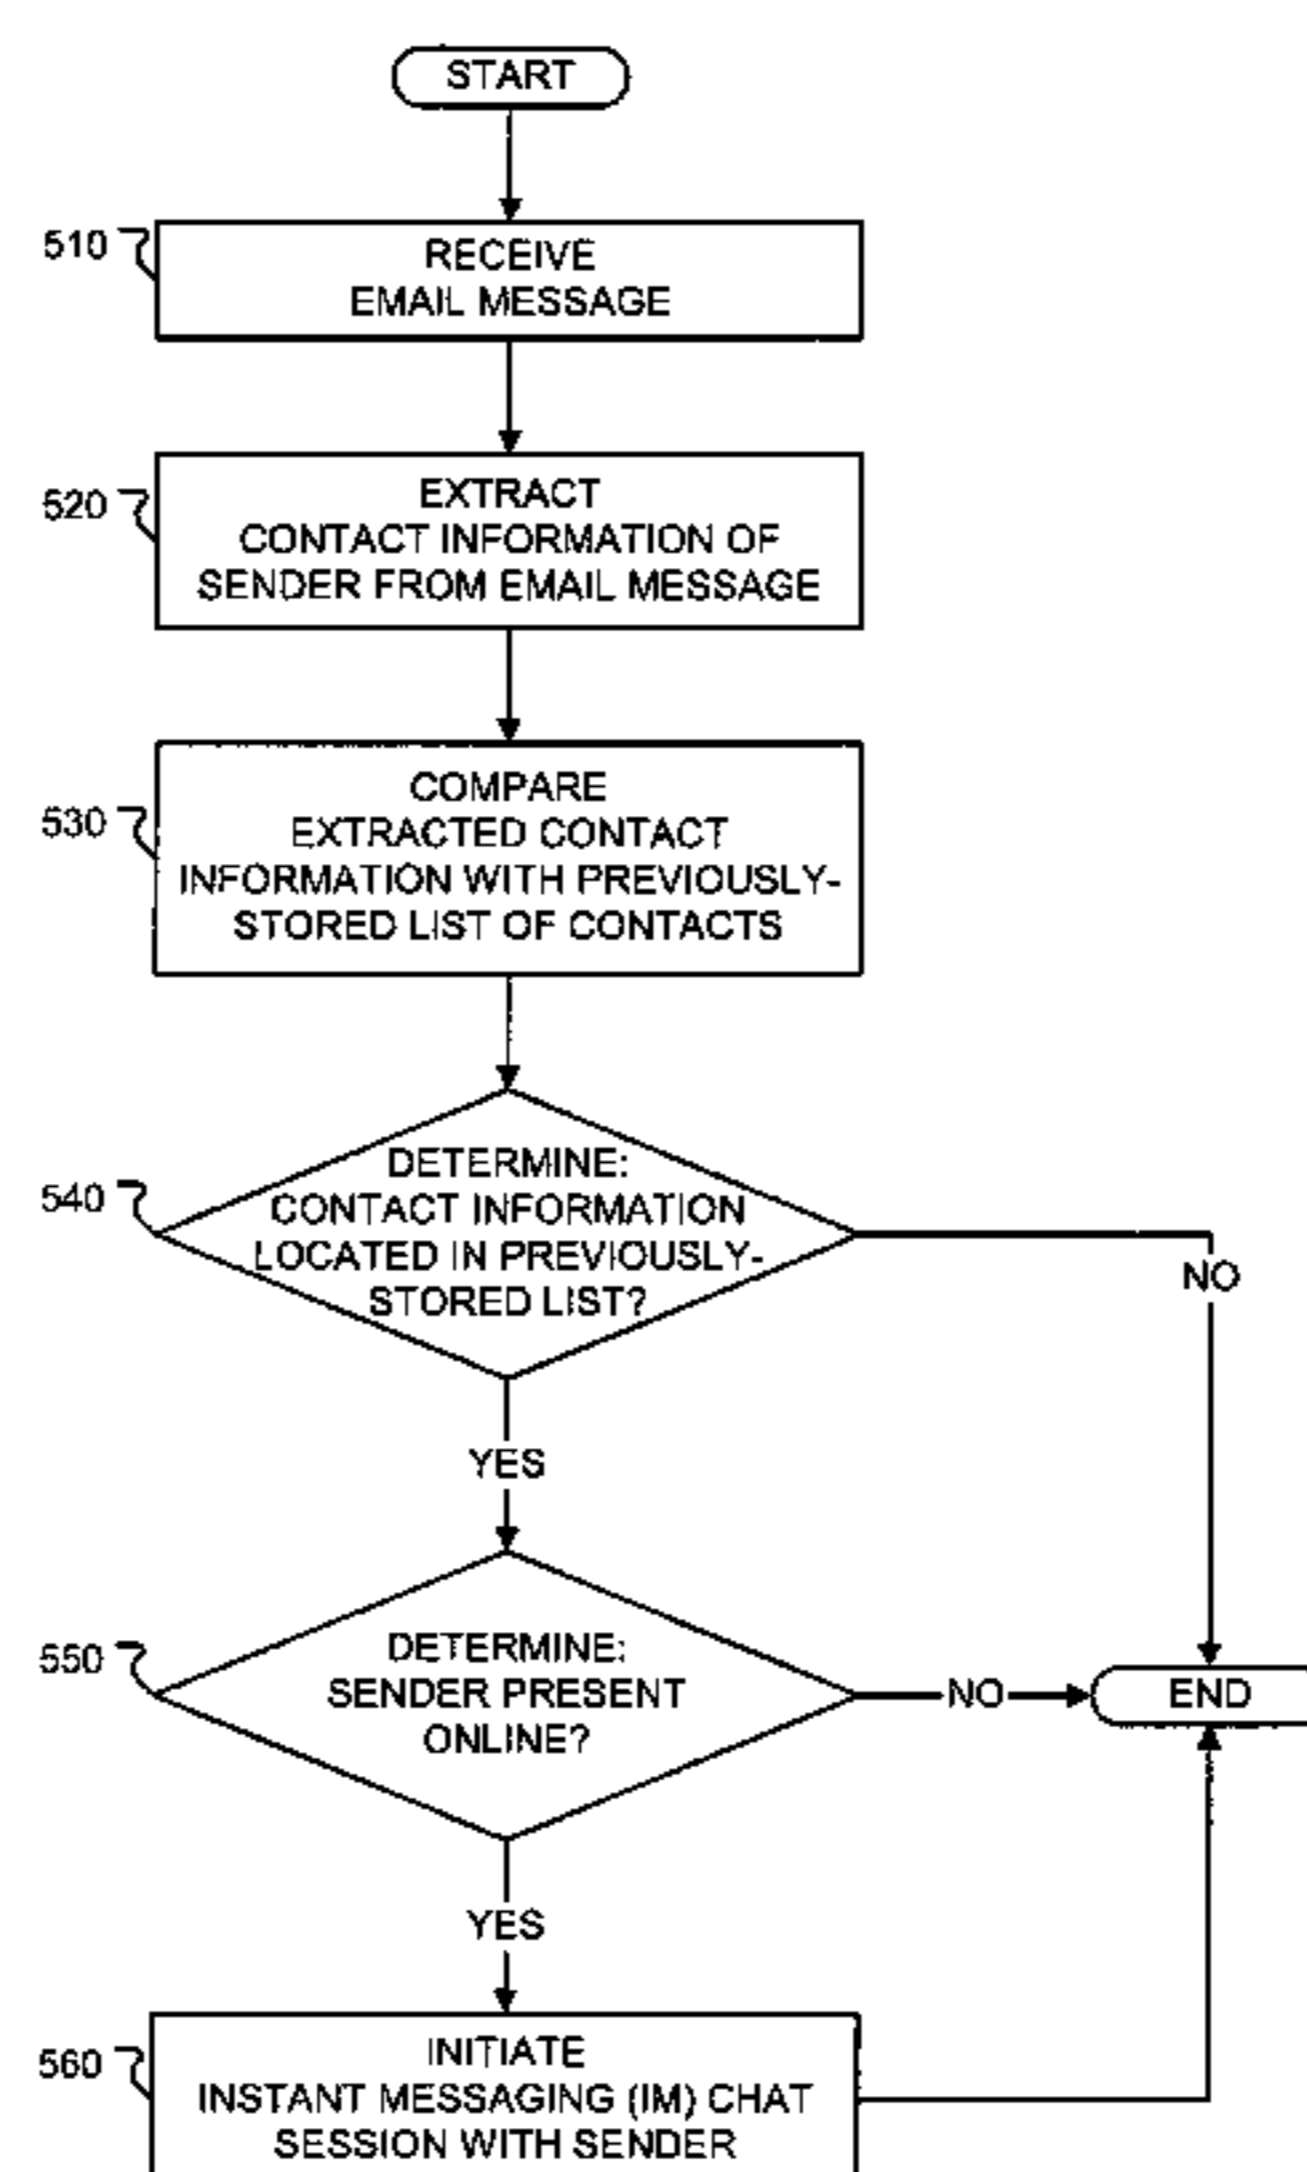 START
510
RECEIVE
EMAIL MESSAGE
520
EXTRACT
CONTACT INFORMATION OF
SENDER FROM EMAIL MESSAGE
530
COMPARE
EXTRACTED CONTACT
INFORMATION WITH PREVIOUSLY-
STORED LIST OF CONTACTS
540
DETERMINE:
CONTACT INFORMATION
LOCATED IN PREVIOUSLY-
STORED LIST?
NO
YES
550
DETERMINE:
SENDER PRESENT
ONLINE?
NO
END
YES
560
INITIATE
INSTANT MESSAGING (IM) CHAT
SESSION WITH SENDER